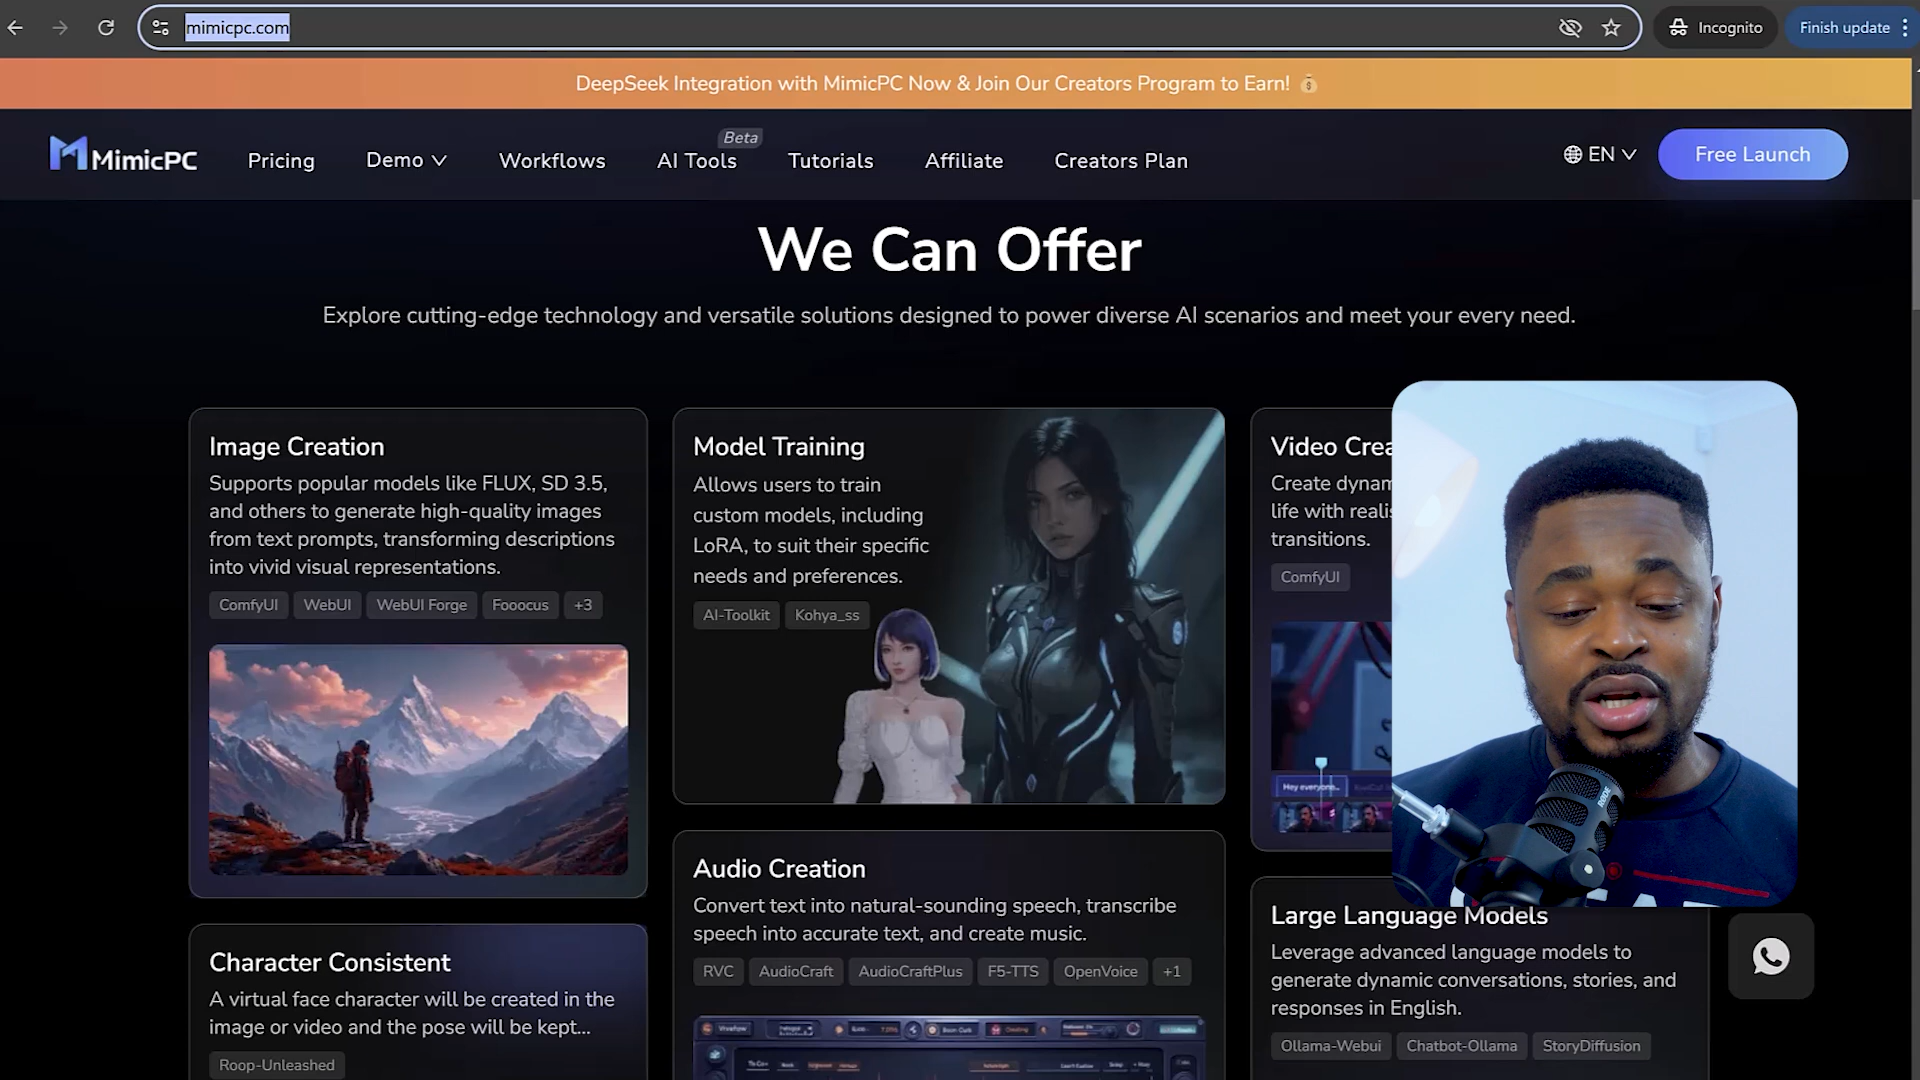 mimicpc.com
Incognito
Finish update
DeepSeek Integration with MimicPC Now & Join Our Creators Program to Earn!
MimicPC
Pricing
Demo
Workflows
AI Tools
Beta
Tutorials
Affiliate
Creators Plan
EN
Free Launch
We Can Offer
Explore cutting-edge technology and versatile solutions designed to power diverse AI scenarios and meet your every need.
Image Creation
Supports popular models like FLUX, SD 3.5,
and others to generate high-quality images
from text prompts, transforming descriptions
into vivid visual representations.
ComfyUI
WebUI
WebUI Forge
Fooocus
+3
Model Training
Allows users to train
custom models, including
LoRA, to suit their specific
needs and preferences.
AI-Toolkit
Kohya_ss
Video Crea
Create dynam
life with realis
transitions.
ComfyUI
Hey everyone..
RODE
Character Consistent
A virtual face character will be created in the
image or video and the pose will be kept...
Roop-Unleashed
Audio Creation
Convert text into natural-sounding speech, transcribe
speech into accurate text, and create music.
RVC
AudioCraft
AudioCraftPlus
F5-TTS
OpenVoice
+1
Large Language Models
Leverage advanced language models to
generate dynamic conversations, stories, and
responses in English.
Ollama-Webui
Chatbot-Ollama
StoryDiffusion